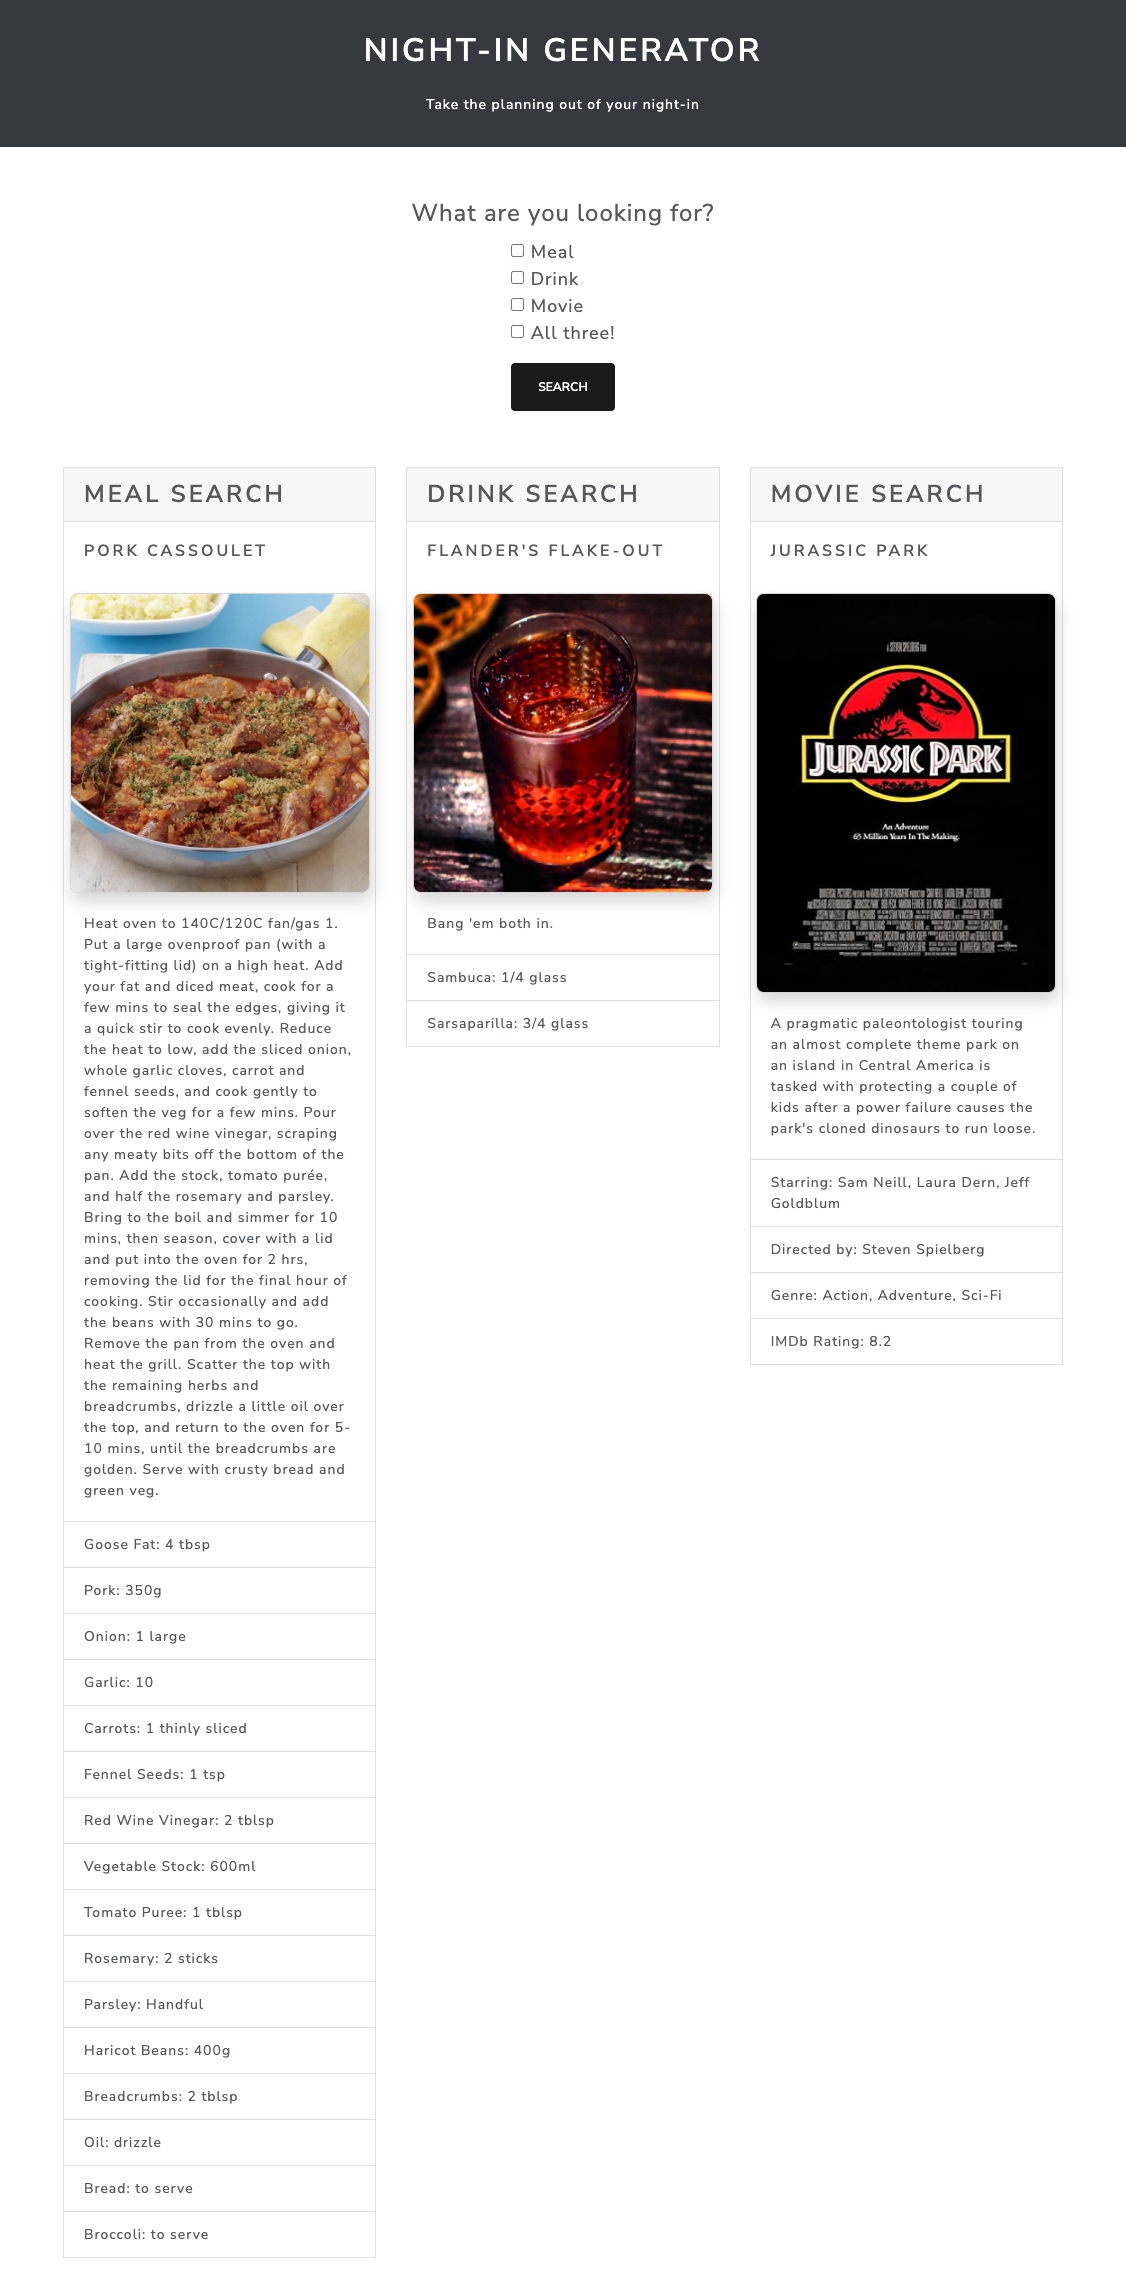 NIGHT-IN GENERATOR
Take the planning out of your night-in
What are you looking for?
Meal
Drink
Movie
All three!
SEARCH
MEAL SEARCH
PORK CASSOULET
Heat oven to 140C/120C fan/gas 1.
Put a large ovenproof pan (with a
tight-fitting lid) on a high heat. Add
your fat and diced meat, cook for a
few mins to seal the edges, giving it
a quick stir to cook evenly. Reduce
the heat to low, add the sliced onion,
whole garlic cloves, carrot and
fennel seeds, and cook gently to
soften the veg for a few mins. Pour
over the red wine vinegar, scraping
any meaty bits off the bottom of the
pan. Add the stock, tomato purée,
and half the rosemary and parsley.
Bring to the boil and simmer for 10
mins, then season, cover with a lid
and put into the oven for 2 hrs,
removing the lid for the final hour of
cooking. Stir occasionally and add
the beans with 30 mins to go.
Remove the pan from the oven and
heat the grill. Scatter the top with
the remaining herbs and
breadcrumbs, drizzle a little oil over
the top, and return to the oven for 5-
10 mins, until the breadcrumbs are
golden. Serve with crusty bread and
green veg.
Goose Fat: 4 tbsp
Pork: 350g
Onion: 1 large
Garlic: 10
Carrots: 1 thinly sliced
Fennel Seeds: 1 tsp
Red Wine Vinegar: 2 tblsp
Vegetable Stock: 600ml
Tomato Puree: 1 tblsp
Rosemary: 2 sticks
Parsley: Handful
Haricot Beans: 400g
Breadcrumbs: 2 tblsp
Oil: drizzle
Bread: to serve
Broccoli: to serve
DRINK SEARCH
FLANDER'S FLAKE-OUT
Bang 'em both in.
Sambuca: 1/4 glass
Sarsaparilla: 3/4 glass
MOVIE SEARCH
JURASSIC PARK
A STEVEN SPIELBERG FILM
JURASSIC PARK
An Adventure
65 Million Years In The Making.
A pragmatic paleontologist touring
an almost complete theme park on
an island in Central America is
tasked with protecting a couple of
kids after a power failure causes the
park's cloned dinosaurs to run loose.
Starring: Sam Neill, Laura Dern, Jeff
Goldblum
Directed by: Steven Spielberg
Genre: Action, Adventure, Sci-Fi
IMDb Rating: 8.2